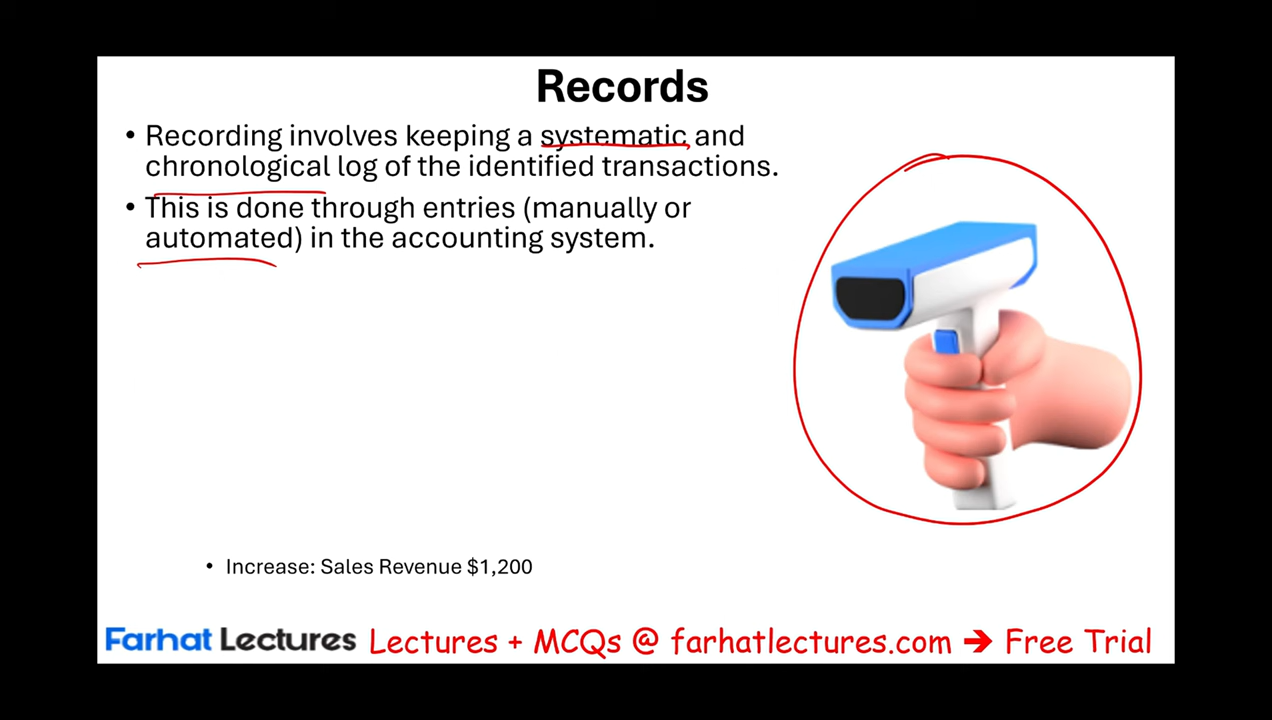 Records
• Recording involves keeping a systematic and
chronological log of the identified transactions.
• This is done through entries (manually or
automated) in the accounting system.
• Increase: Sales Revenue $1,200
Farhat Lectures Lectures + MCQs @ farhatlectures.com ➔ Free Trial